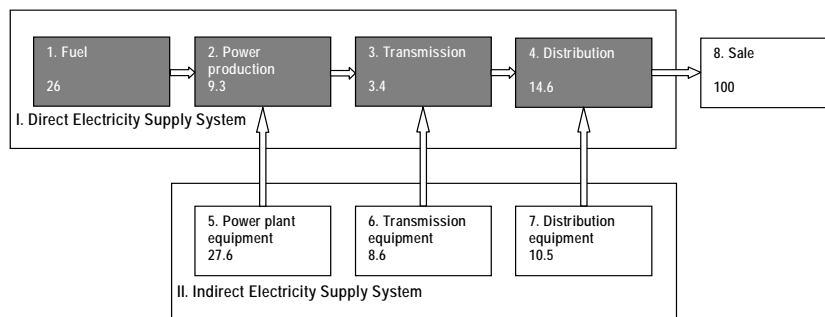 1. Fuel
26
2. Power
production
9.3
3. Transmission
3.4
4. Distribution
14.6
8. Sale
100
I. Direct Electricity Supply System
5. Power plant
equipment
27.6
6. Transmission
equipment
8.6
7. Distribution
equipment
10.5
II. Indirect Electricity Supply System